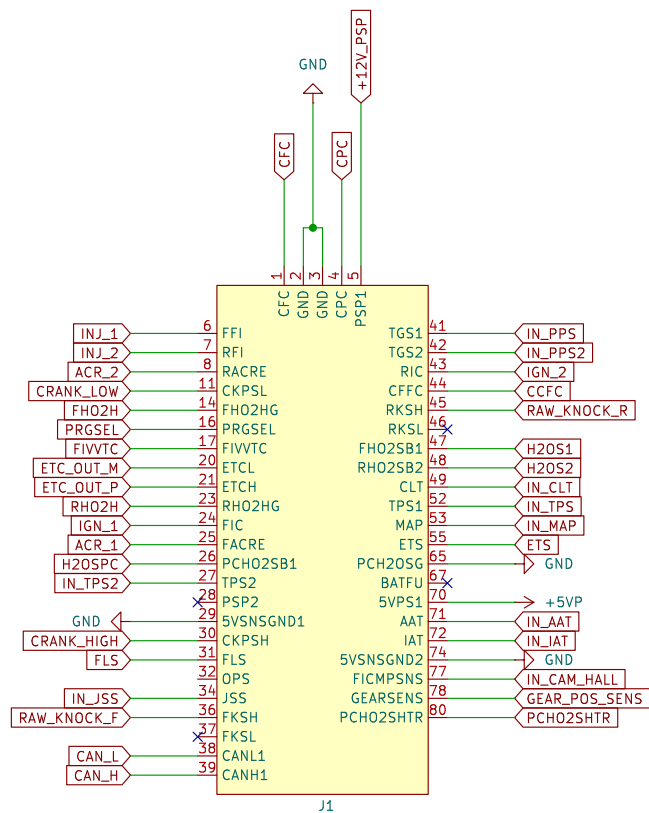 +12V_PSP
GND
CFC
CPC
1 2 3 4 5
CFC GND GND CPC PSP1
INJ_1 6 FFI TGS1 41 IN_PPS
INJ_2 7 RFI TGS2 42 IN_PPS2
ACR_2 8 RACRE RIC 43 IGN_2
CRANK_LOW 11 CKPSL CFFC 44 CCFC
FHO2H 14 FHO2HG RKSH 45 RAW_KNOCK_R
PRGSEL 16 PRGSEL RKSL 46
FIVVTC 17 FIVVTC FHO2SB1 47 H2OS1
ETC_OUT_M 20 ETCL RHO2SB2 48 H2OS2
ETC_OUT_P 21 ETCH CLT 49 IN_CLT
RHO2H 23 RHO2HG TPS1 52 IN_TPS
IGN_1 24 FIC MAP 53 IN_MAP
ACR_1 25 FACRE ETS 55 ETS
H2OSPC 26 PCHO2SB1 PCH2OSG 65 GND
IN_TPS2 27 TPS2 BATFU 67
28 PSP2 5VPS1 70 +5VP
GND 29 5VSNSGND1 AAT 71 IN_AAT
CRANK_HIGH 30 CKPSH IAT 72 IN_IAT
FLS 31 FLS 5VSNSGND2 74 GND
32 OPS FICMPSNS 77 IN_CAM_HALL
IN_JSS 34 JSS GEARSENS 78 GEAR_POS_SENS
RAW_KNOCK_F 36 FKSH PCHO2SHTR 80 PCHO2SHTR
37 FKSL
CAN_L 38 CANL1
CAN_H 39 CANH1
J1